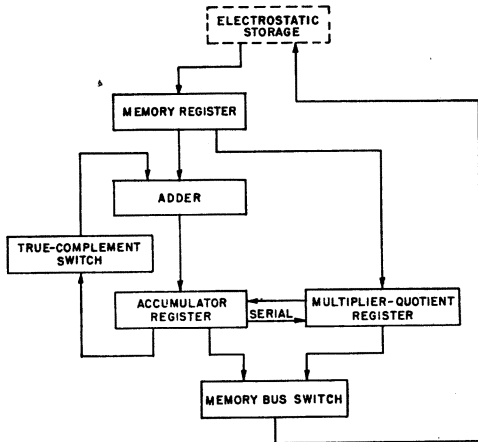 ELECTROSTATIC
STORAGE
MEMORY REGISTER
ADDER
TRUE-COMPLEMENT
SWITCH
ACCUMULATOR
REGISTER
SERIAL
MULTIPLIER-QUOTIENT
REGISTER
MEMORY BUS SWITCH